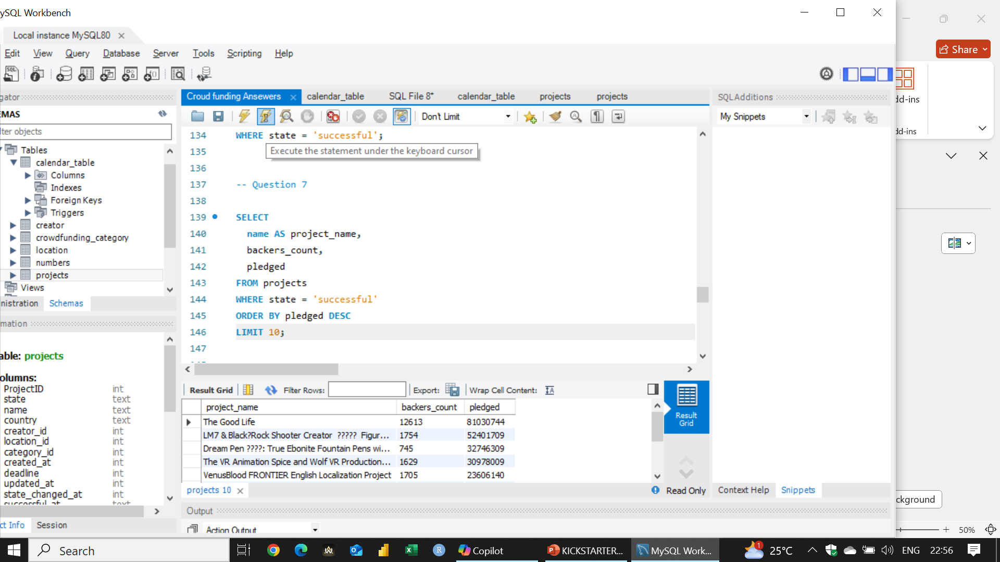 ySQL Workbench
Local instance MySQL80
Edit View Query Database Server Tools Scripting Help
Share
gator
Croud funding Ansewers calendar_table SQL File 8* calendar_table projects projects
SQLAdditions
dd-ins
EMAS
Don't Limit
My Snippets
lter objects
dd-ins
Tables
calendar_table
Columns
Indexes
Foreign Keys
Triggers
creator
crowdfunding_category
location
numbers
projects
Views
134 WHERE state = 'successful';
135
Execute the statement under the keyboard cursor
136
137 -- Question 7
138
139 SELECT
140 name AS project_name,
141 backers_count,
142 pledged
143 FROM projects
144 WHERE state = 'successful'
145 ORDER BY pledged DESC
146 LIMIT 10;
147
nistration Schemas
mation
able: projects
olumns:
ProjectID int
state text
name text
country text
creator_id int
location_id int
category_id int
created_at int
deadline int
updated_at int
state_changed_at int
successful_at text
ct Info Session
Result Grid Filter Rows: Export: Wrap Cell Content:
project_name backers_count pledged
The Good Life 12613 81030744
LM7 & Black?Rock Shooter Creator ????? Figur... 1754 52401709
Dream Pen ????: True Ebonite Fountain Pens wi... 745 32746309
The VR Animation Spice and Wolf VR Production... 1629 30978009
VenusBlood FRONTIER English Localization Project 1705 23606140
Result
Grid
projects 10
Read Only
Context Help Snippets
ckground
Output
Action Output
50%
Search
Copilot
KICKSTARTER...
MySQL Work...
1
25°C
ENG
22:56